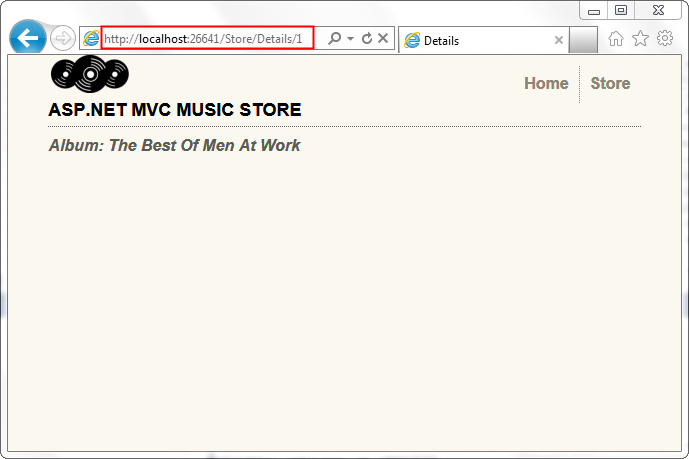 http://localhost:26641/Store/Details/1
Details
Home
Store
ASP.NET MVC MUSIC STORE
Album: The Best Of Men At Work